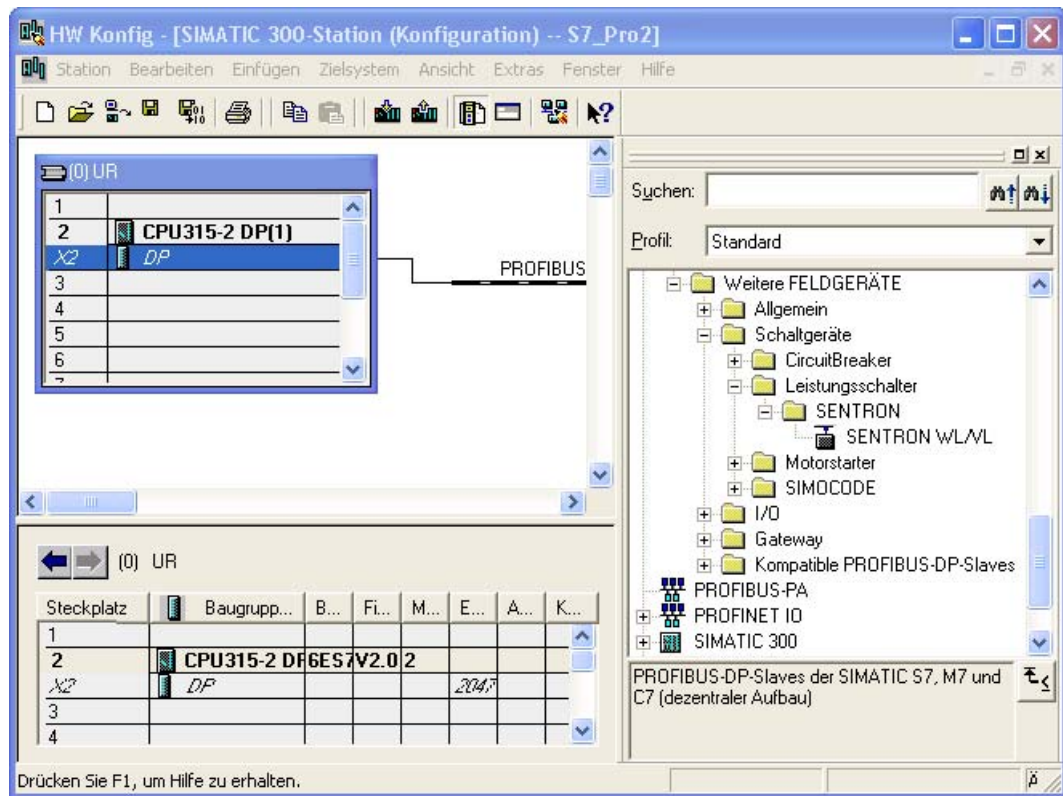 HW Konfig - [SIMATIC 300-Station (Konfiguration) -- S7_Pro2]
Station Bearbeiten Einfügen Zielsystem Ansicht Extras Fenster Hilfe
(0) UR
1
2 CPU315-2 DP(1)
X2 DP
3
4
5
6
7
PROFIBUS
Suchen:
Profil: Standard
Weitere FELDGERÄTE
Allgemein
Schaltgeräte
CircuitBreaker
Leistungsschalter
SENTRON
SENTRON WL/VL
Motorstarter
SIMOCODE
I/O
Gateway
Kompatible PROFIBUS-DP-Slaves
PROFIBUS-PA
PROFINET IO
SIMATIC 300
PROFIBUS-DP-Slaves der SIMATIC S7, M7 und
C7 (dezentraler Aufbau)
(0) UR
Steckplatz Baugrupp... B... Fi... M... E... A... K...
1
2 CPU315-2 DP 6ES7 V2.0 2
X2 DP 2047
3
4
Drücken Sie F1, um Hilfe zu erhalten. Ä